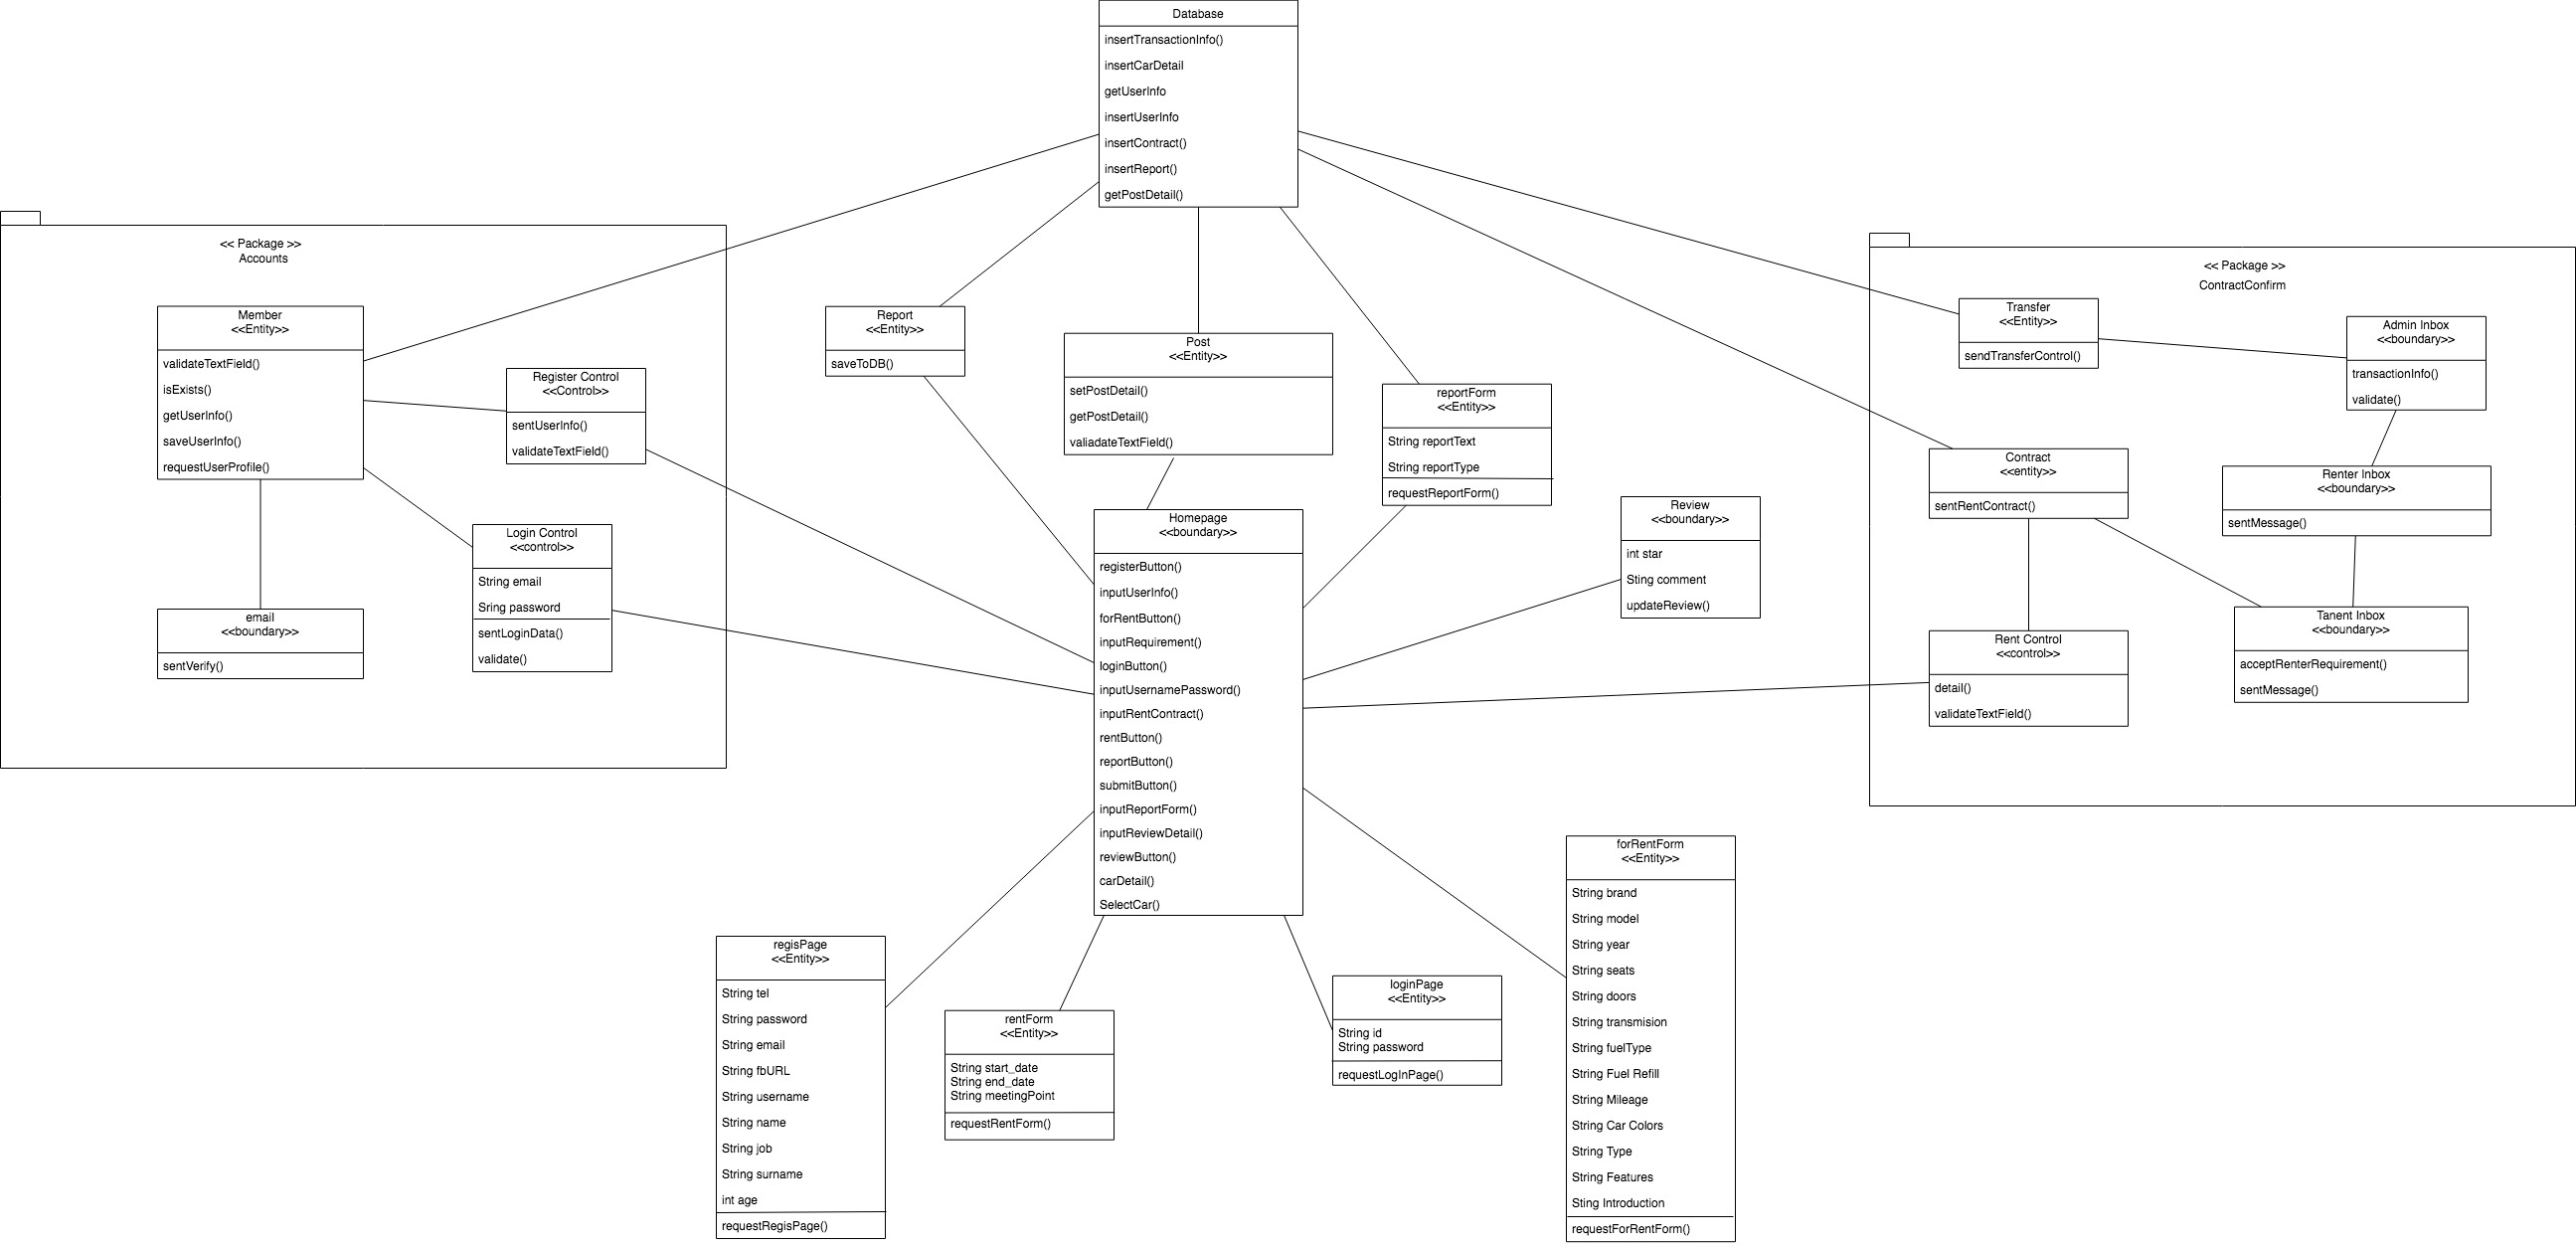 Database
insertTransactionInfo()
insertCarDetail
getUserInfo
insertUserInfo
insertContract()
insertReport()
getPostDetail()
<< Package >>
Accounts
Member
<<Entity>>
validateTextField()
isExists()
getUserInfo()
saveUserInfo()
requestUserProfile()
Register Control
<<Control>>
sentUserInfo()
validateTextField()
Login Control
<<control>>
String email
Sring password
sentLoginData()
validate()
email
<<boundary>>
sentVerify()
Report
<<Entity>>
saveToDB()
Post
<<Entity>>
setPostDetail()
getPostDetail()
valiadateTextField()
reportForm
<<Entity>>
String reportText
String reportType
requestReportForm()
Homepage
<<boundary>>
registerButton()
inputUserInfo()
forRentButton()
inputRequirement()
loginButton()
inputUsernamePassword()
inputRentContract()
rentButton()
reportButton()
submitButton()
inputReportForm()
inputReviewDetail()
reviewButton()
carDetail()
SelectCar()
Review
<<boundary>>
int star
Sting comment
updateReview()
<< Package >>
ContractConfirm
Transfer
<<Entity>>
sendTransferControl()
Admin Inbox
<<boundary>>
transactionInfo()
validate()
Contract
<<entity>>
sentRentContract()
Renter Inbox
<<boundary>>
sentMessage()
Rent Control
<<control>>
detail()
validateTextField()
Tanent Inbox
<<boundary>>
acceptRenterRequirement()
sentMessage()
regisPage
<<Entity>>
String tel
String password
String email
String fbURL
String username
String name
String job
String surname
int age
requestRegisPage()
rentForm
<<Entity>>
String start_date
String end_date
String meetingPoint
requestRentForm()
loginPage
<<Entity>>
String id
String password
requestLogInPage()
forRentForm
<<Entity>>
String brand
String model
String year
String seats
String doors
String transmision
String fuelType
String Fuel Refill
String Mileage
String Car Colors
String Type
String Features
Sting Introduction
requestForRentForm()